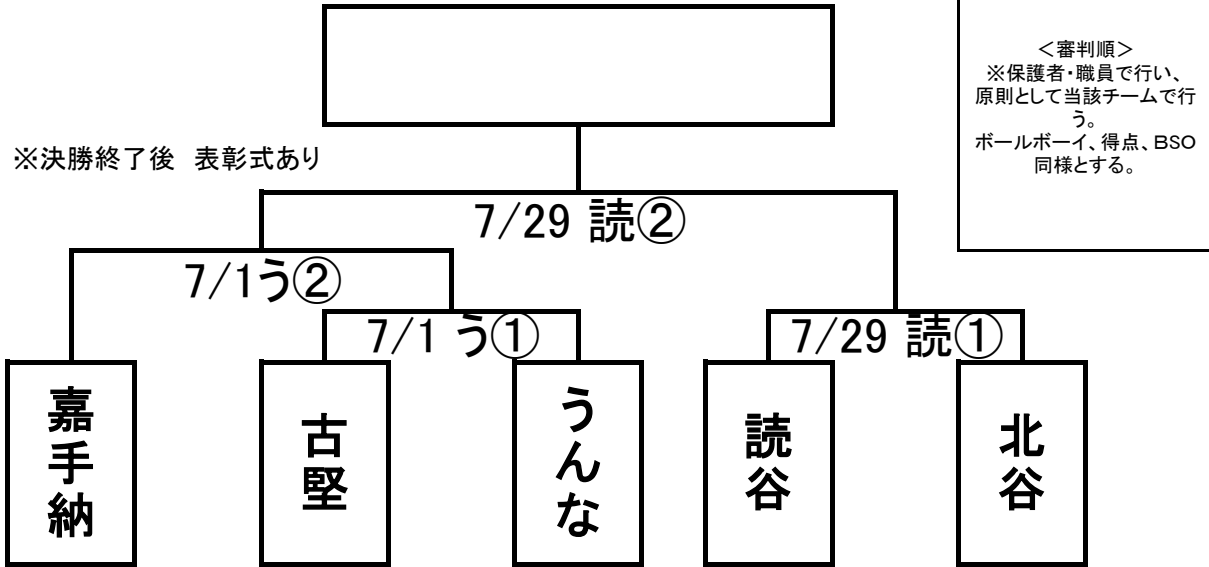 ＜審判順＞
※保護者・職員で行い、
原則として当該チームで行
う。
ボールボーイ、得点、BSO
同様とする。
※決勝終了後 表彰式あり
7/29 読②
7/1う②
7/1 う①
7/29 読①
嘉手納
古堅
うんな
読谷
北谷